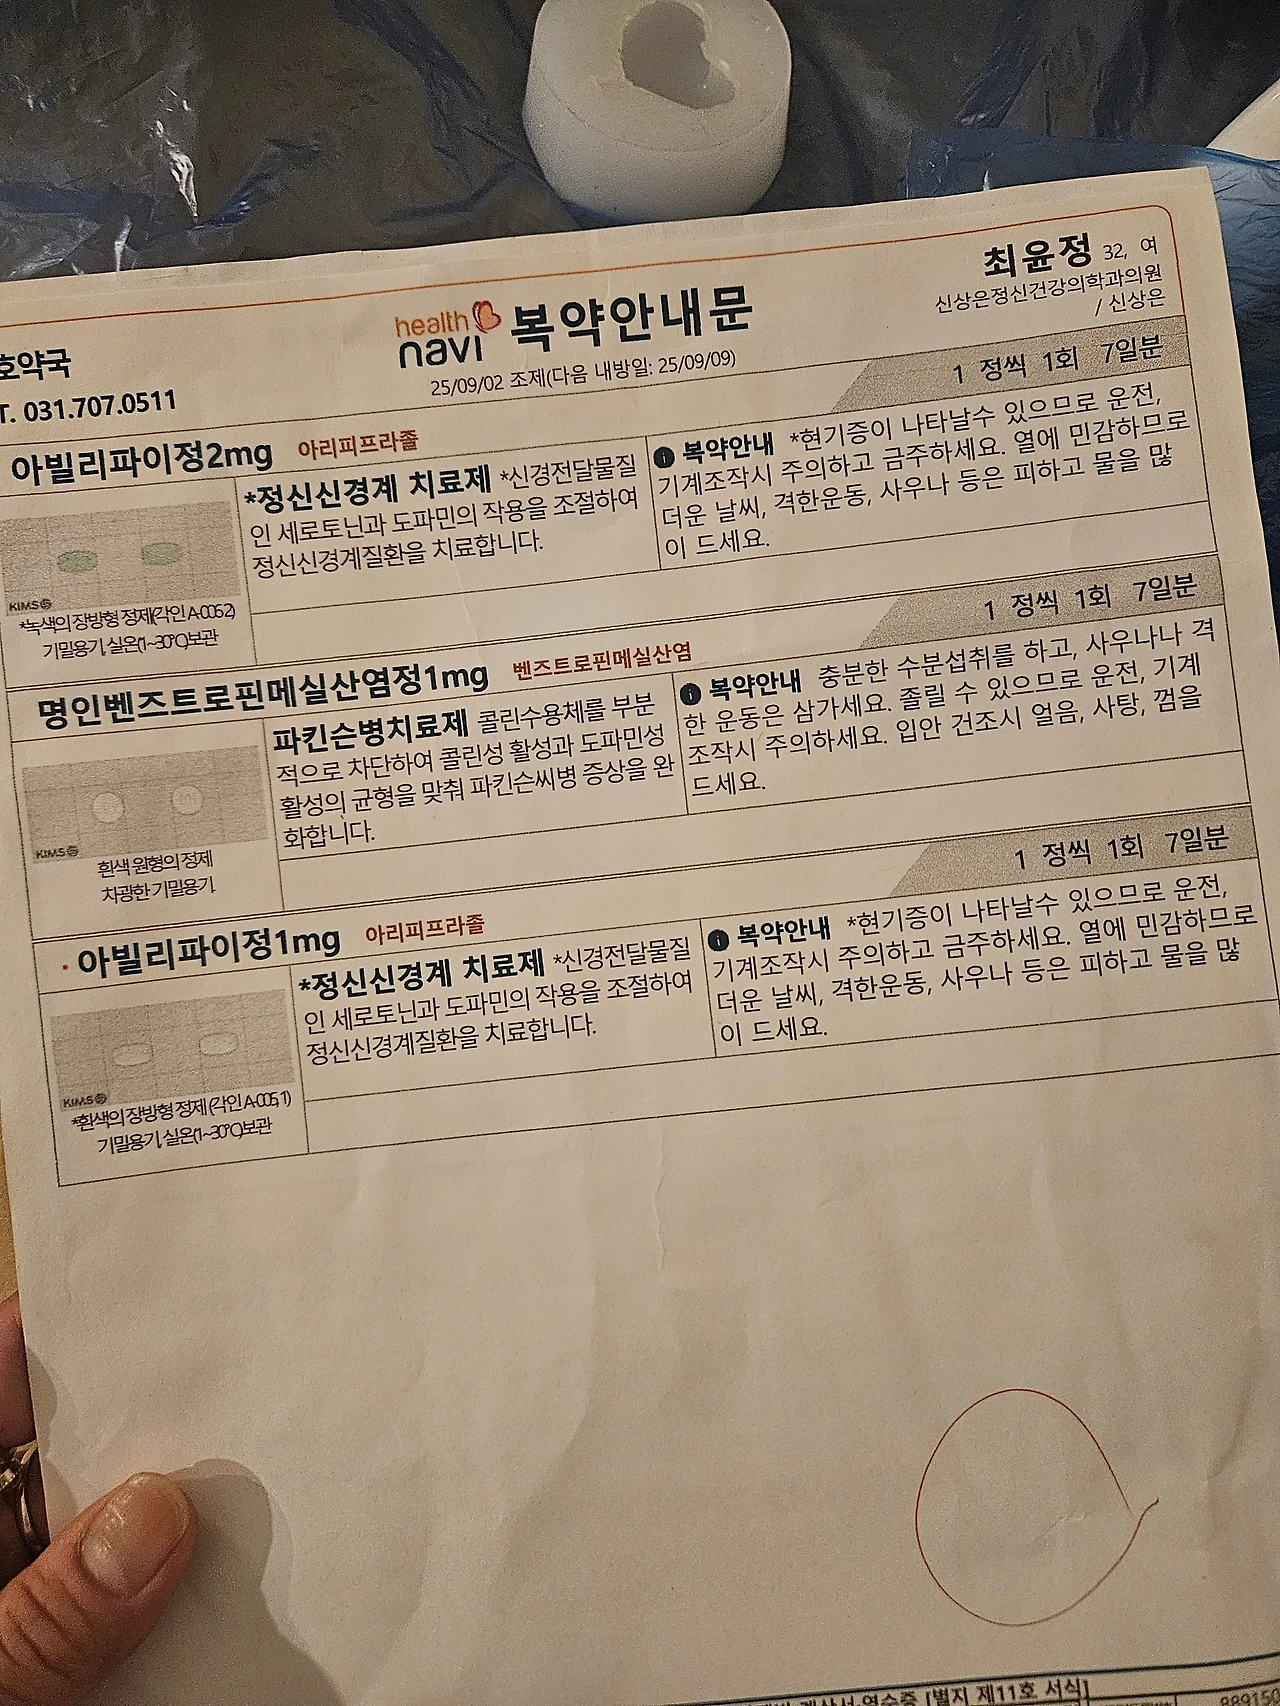 최윤정 32, 여
신상은정신건강의학과의원
/ 신상은
health
navi 복약안내문
호약국
T. 031.707.0511
25/09/02 조제(다음 내방일: 25/09/09)
1 정씩 1회 7일분
아빌리파이정2mg 아리피프라졸
*정신신경계 치료제 *신경전달물질
인 세로토닌과 도파민의 작용을 조절하여
정신신경계질환을 치료합니다.
복약안내 *현기증이 나타날수 있으므로 운전,
기계조작시 주의하고 금주하세요. 열에 민감하므로
더운 날씨, 격한운동, 사우나 등은 피하고 물을 많
이 드세요.
KIMS
*녹색의 장방형 정제(각인 A-005 2)
기밀용기, 실온(1~30℃)보관
1 정씩 1회 7일분
명인벤즈트로핀메실산염정1mg 벤즈트로핀메실산염
파킨슨병치료제 콜린수용체를 부분
적으로 차단하여 콜린성 활성과 도파민성
활성의 균형을 맞춰 파킨슨씨병 증상을 완
화합니다.
복약안내 충분한 수분섭취를 하고, 사우나나 격
한 운동은 삼가세요. 졸릴 수 있으므로 운전, 기계
조작시 주의하세요. 입안 건조시 얼음, 사탕, 껌을
드세요.
KIMS
흰색 원형의 정제
차광한 기밀용기
1 정씩 1회 7일분
아빌리파이정1mg 아리피프라졸
*정신신경계 치료제 *신경전달물질
인 세로토닌과 도파민의 작용을 조절하여
정신신경계질환을 치료합니다.
복약안내 *현기증이 나타날수 있으므로 운전,
기계조작시 주의하고 금주하세요. 열에 민감하므로
더운 날씨, 격한운동, 사우나 등은 피하고 물을 많
이 드세요.
KIMS
*흰색의 장방형 정제 (각인 A-005, 1)
기밀용기, 실온(1~30℃)보관
계산서·영수증 [별지 제11호 서식]